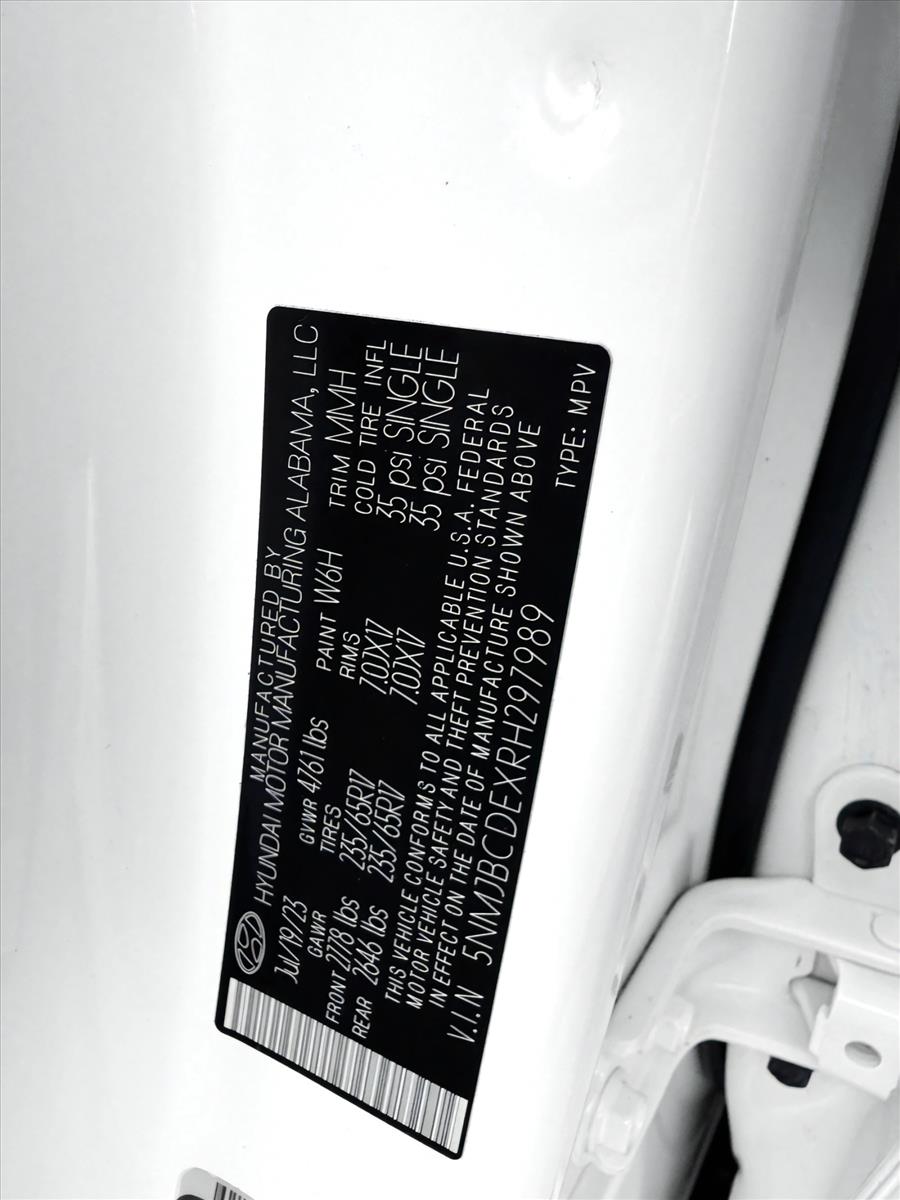 MANUFACTURED BY
HYUNDAI MOTOR MANUFACTURING ALABAMA, LLC
JUL/19/23 GVWR 4761 lbs PAINT W6H TRIM MMH
GAWR TIRES RIMS COLD TIRE INFL
FRONT 2778 lbs 235/65R17 7.0JX17 35 psi SINGLE
REAR 2646 lbs 235/65R17 7.0JX17 35 psi SINGLE
THIS VEHICLE CONFORMS TO ALL APPLICABLE U.S.A. FEDERAL
MOTOR VEHICLE SAFETY AND THEFT PREVENTION STANDARDS
IN EFFECT ON THE DATE OF MANUFACTURE SHOWN ABOVE
V.I.N 5NMJBCDEXRH297989
TYPE: MPV